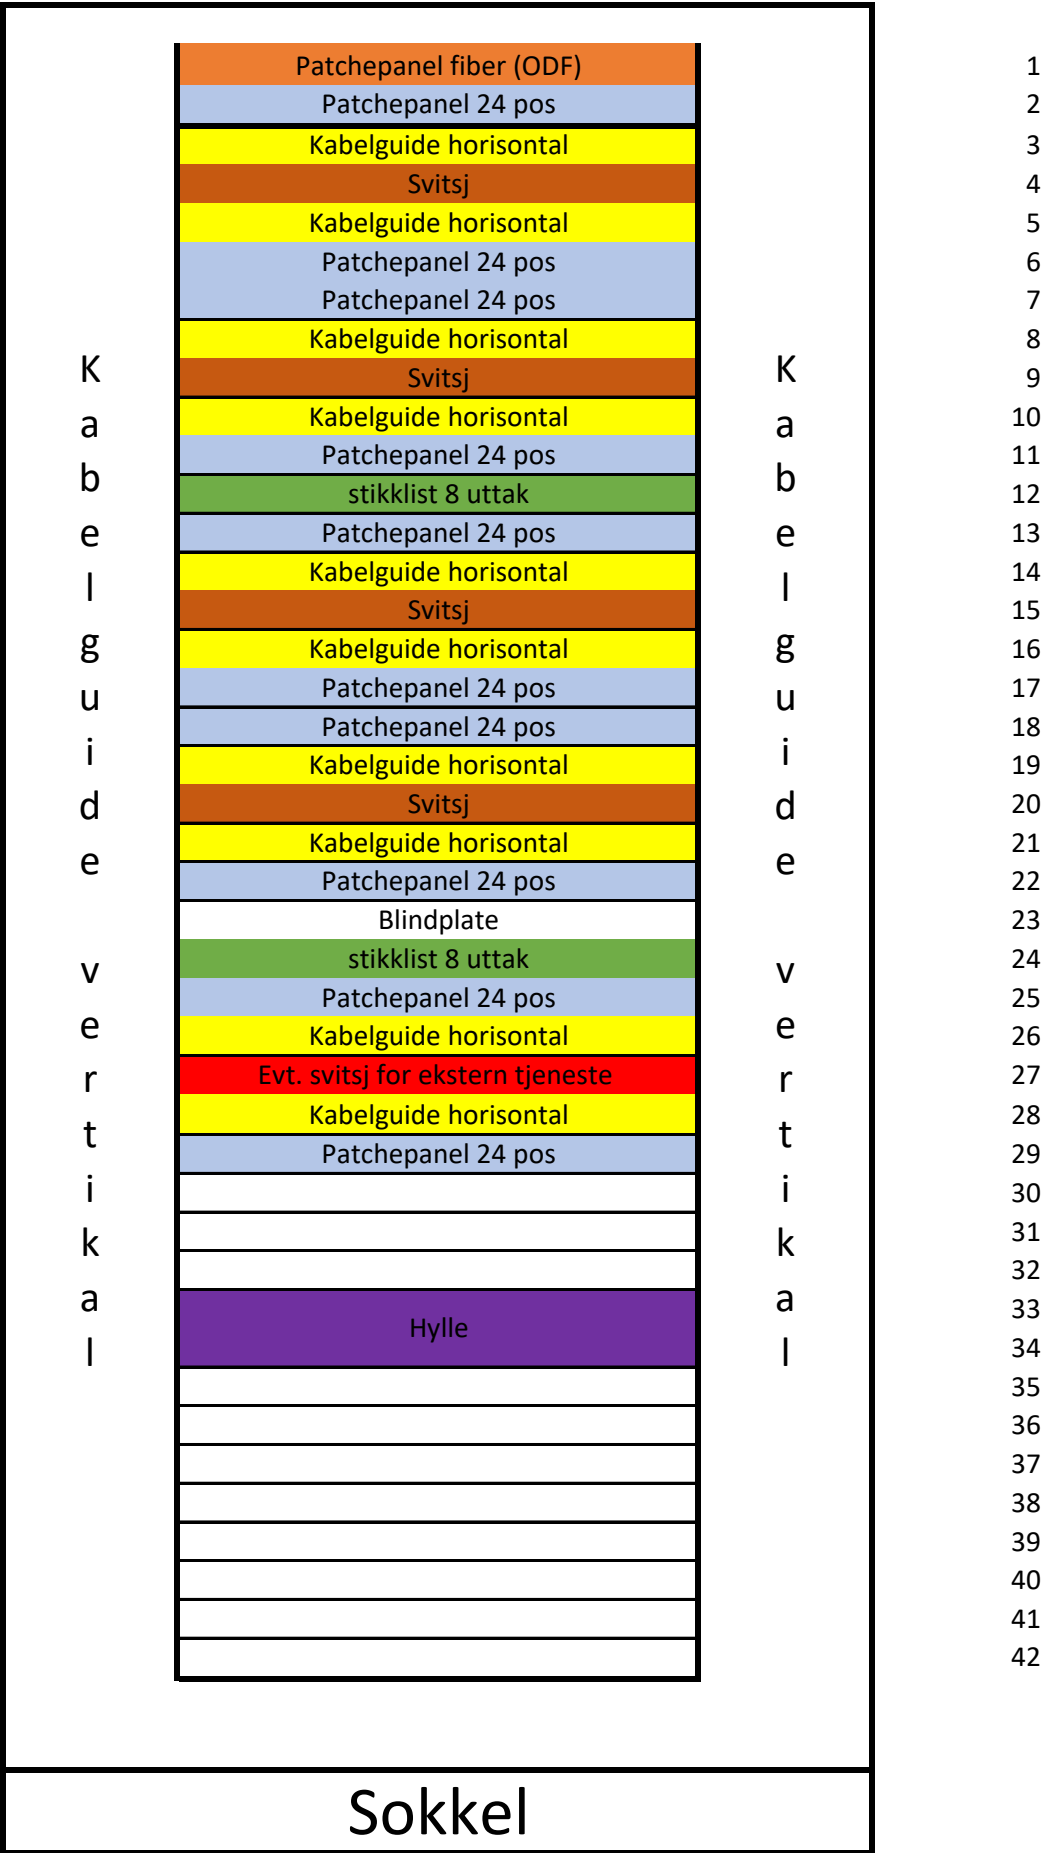 Patchepanel fiber (ODF) 1
Patchepanel 24 pos 2
Kabelguide horisontal 3
Svitsj 4
Kabelguide horisontal 5
Patchepanel 24 pos 6
Patchepanel 24 pos 7
Kabelguide horisontal 8
Svitsj 9
Kabelguide horisontal 10
Patchepanel 24 pos 11
stikklist 8 uttak 12
Patchepanel 24 pos 13
Kabelguide horisontal 14
Svitsj 15
Kabelguide horisontal 16
Patchepanel 24 pos 17
Patchepanel 24 pos 18
Kabelguide horisontal 19
Svitsj 20
Kabelguide horisontal 21
Patchepanel 24 pos 22
Blindplate 23
stikklist 8 uttak 24
Patchepanel 24 pos 25
Kabelguide horisontal 26
Evt. svitsj for ekstern tjeneste 27
Kabelguide horisontal 28
Patchepanel 24 pos 29
30
31
32
Hylle 33
34
35
36
37
38
39
40
41
42
Kabelguide vertikal
Kabelguide vertikal
Sokkel